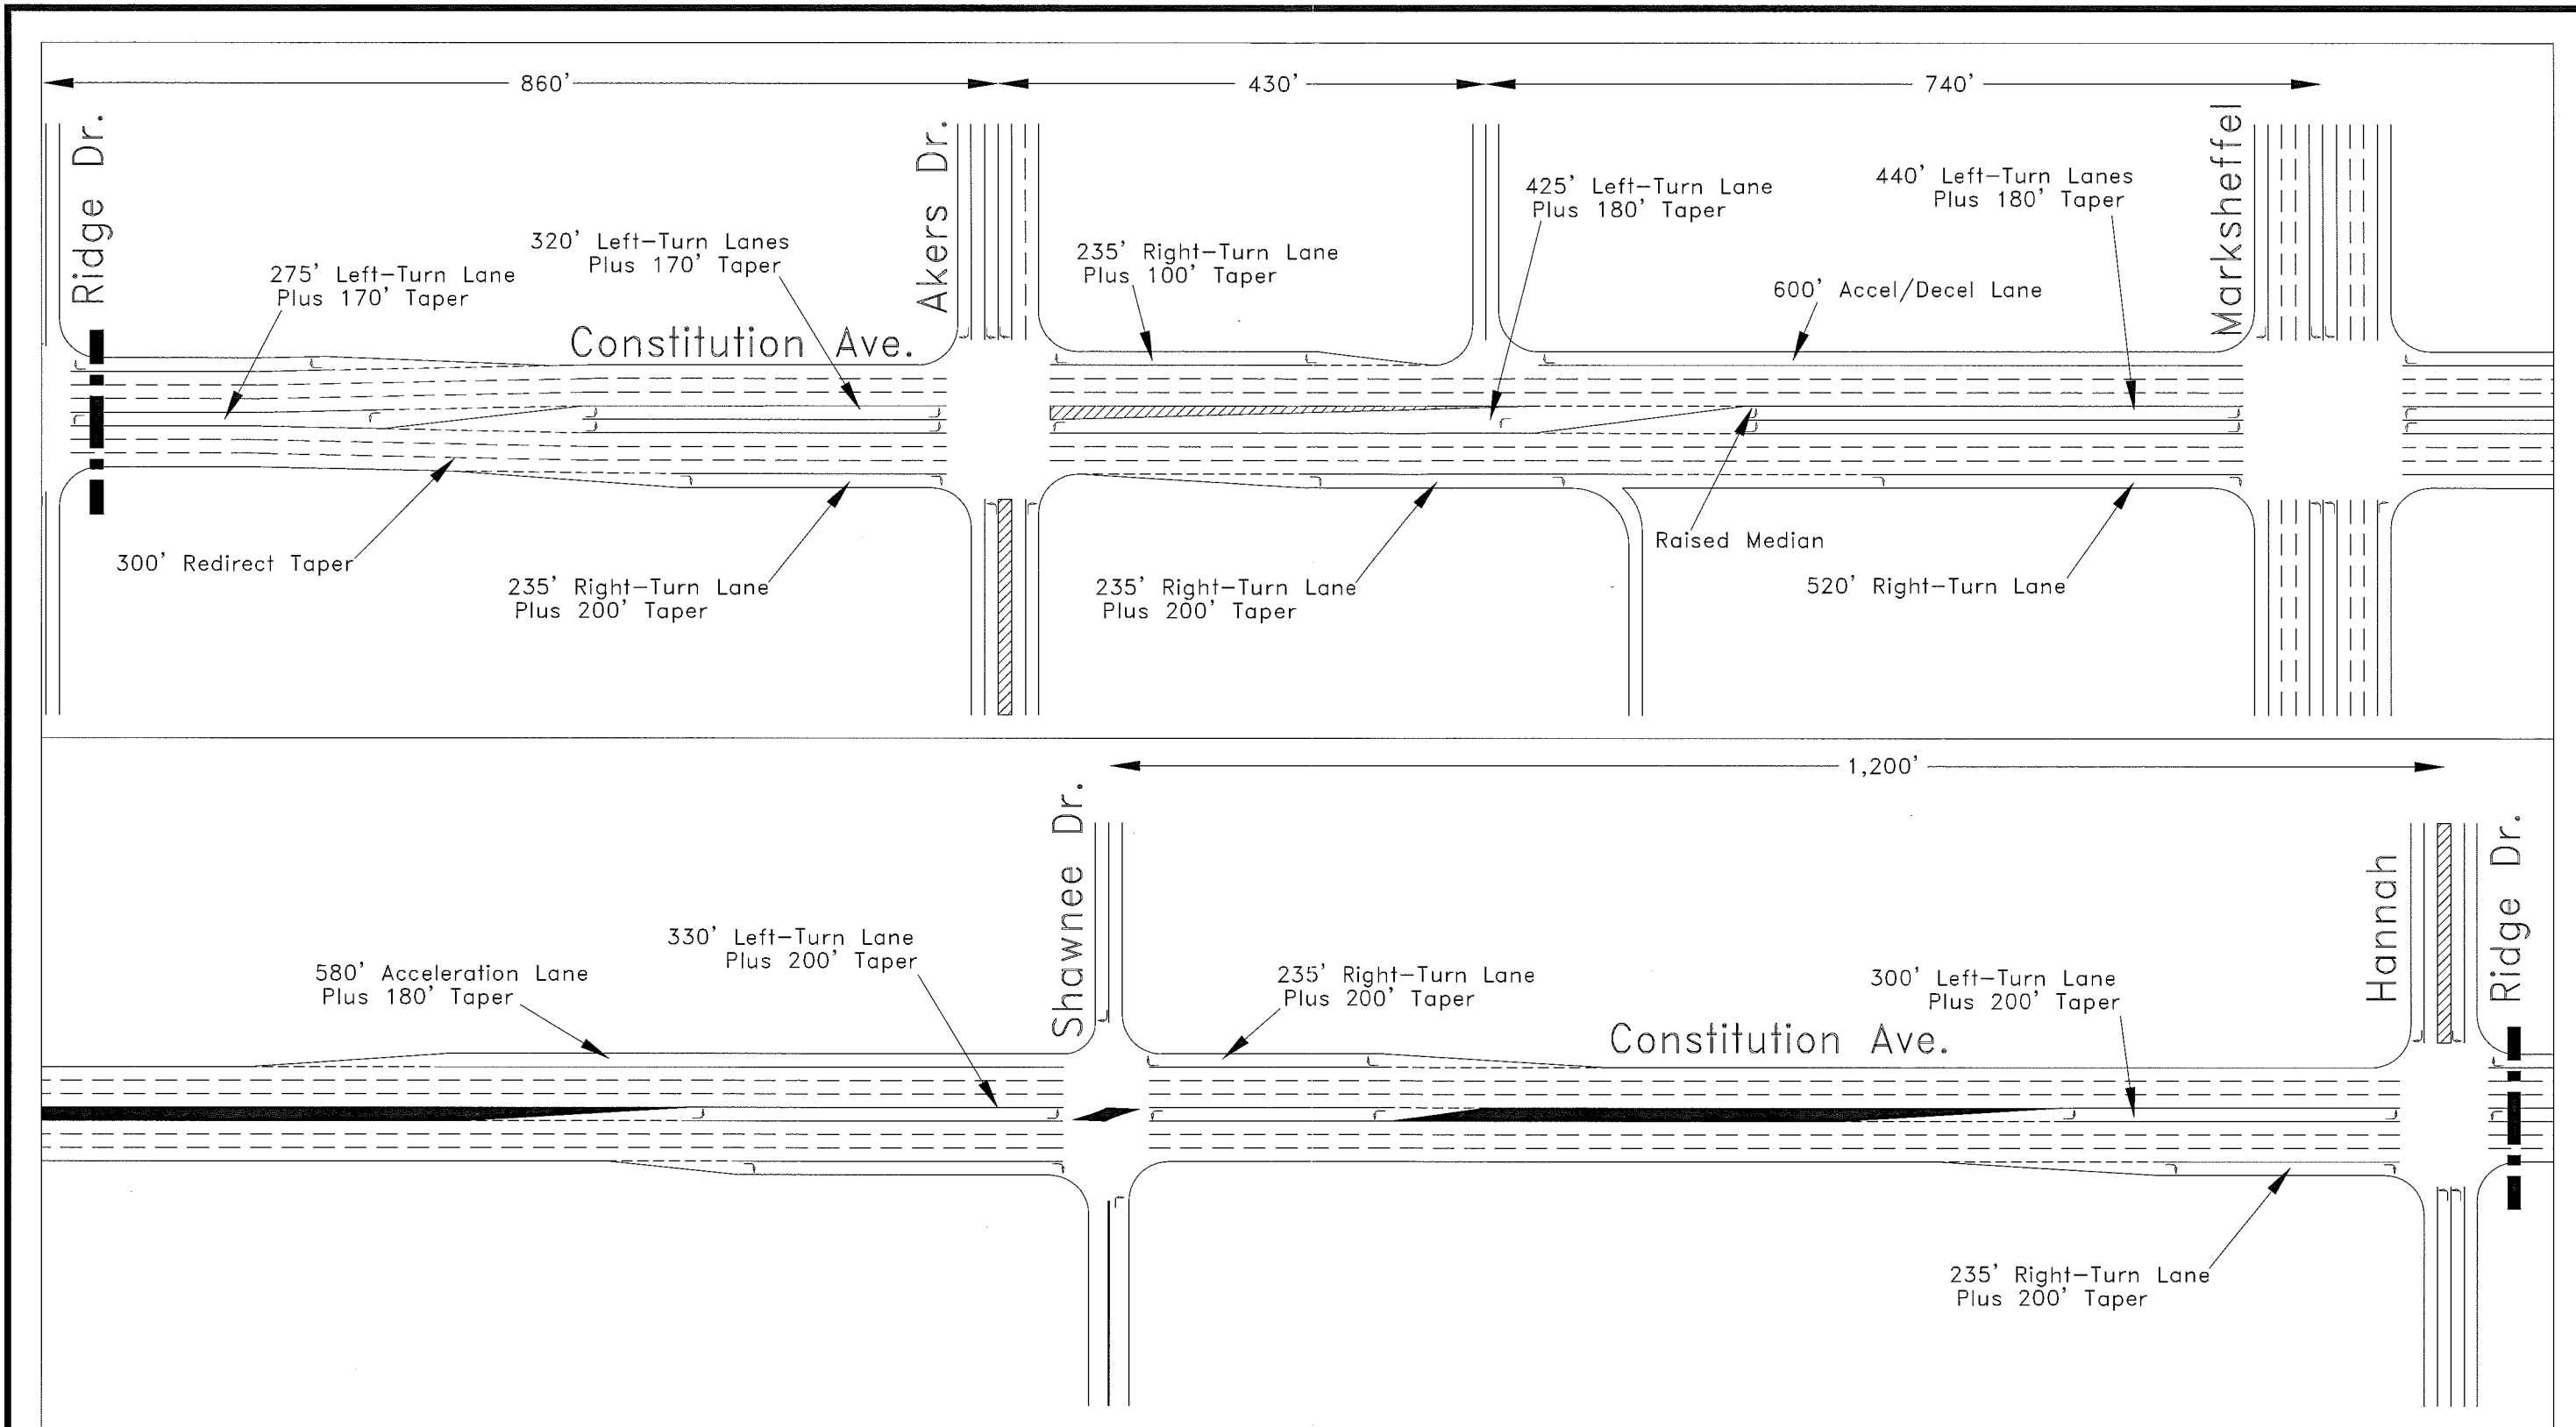 860'
430'
740'
Ridge Dr.
Akers Dr.
Marksheffel
275' Left-Turn Lane
Plus 170' Taper
320' Left-Turn Lanes
Plus 170' Taper
235' Right-Turn Lane
Plus 100' Taper
425' Left-Turn Lane
Plus 180' Taper
440' Left-Turn Lanes
Plus 180' Taper
600' Accel/Decel Lane
Constitution Ave.
300' Redirect Taper
235' Right-Turn Lane
Plus 200' Taper
235' Right-Turn Lane
Plus 200' Taper
Raised Median
520' Right-Turn Lane
1,200'
Shawnee Dr.
Hannah
Ridge Dr.
580' Acceleration Lane
Plus 180' Taper
330' Left-Turn Lane
Plus 200' Taper
235' Right-Turn Lane
Plus 200' Taper
300' Left-Turn Lane
Plus 200' Taper
Constitution Ave.
235' Right-Turn Lane
Plus 200' Taper